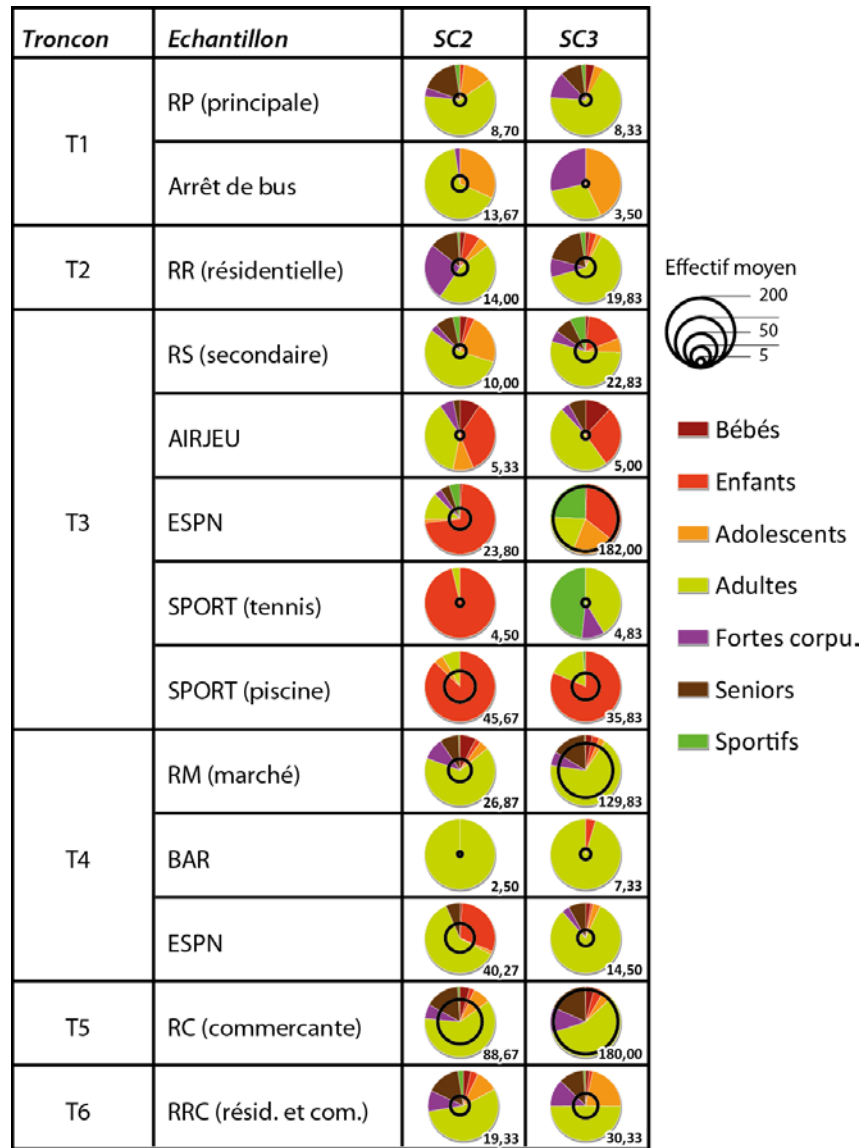 Troncon Echantillon SC2 SC3
T1 RP (principale) 8,70 8,33
Arrêt de bus 13,67 3,50
T2 RR (résidentielle) 14,00 19,83
T3 RS (secondaire) 10,00 22,83
AIRJEU 5,33 5,00
ESPN 23,80 182,00
SPORT (tennis) 4,50 4,83
SPORT (piscine) 45,67 35,83
T4 RM (marché) 26,87 129,83
BAR 2,50 7,33
ESPN 40,27 14,50
T5 RC (commercante) 88,67 180,00
T6 RRC (résid. et com.) 19,33 30,33
Effectif moyen
200
50
5
Bébés
Enfants
Adolescents
Adultes
Fortes corpu.
Seniors
Sportifs